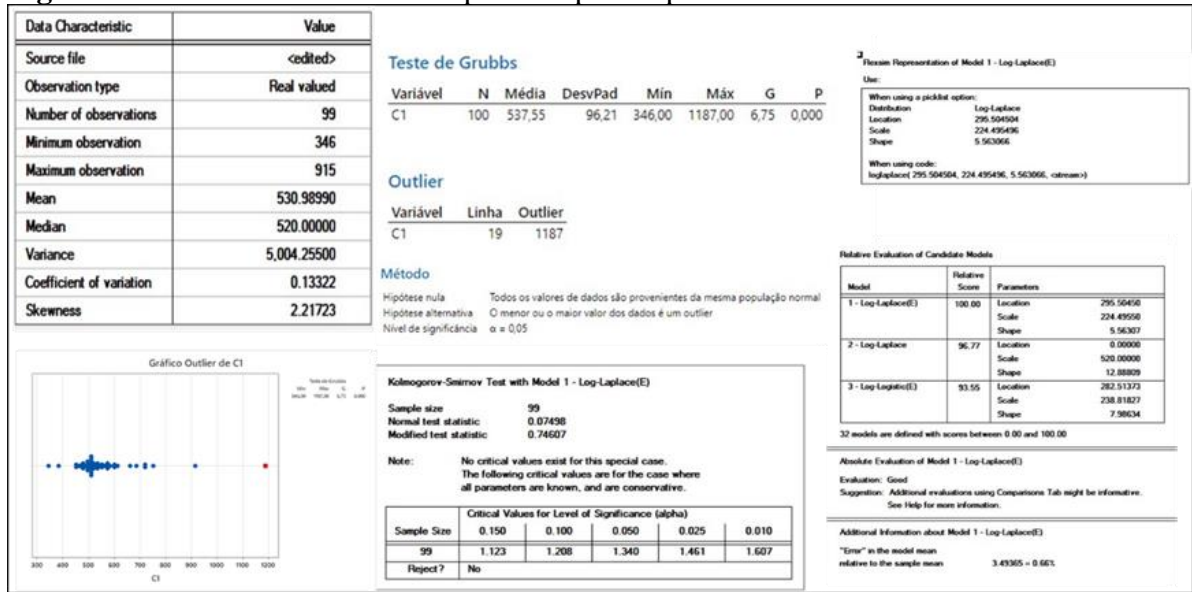 Data Characteristic Value
Source file <edited>
Observation type Real valued
Number of observations 99
Minimum observation 346
Maximum observation 915
Mean 530.98990
Median 520.00000
Variance 5,004.25500
Coefficient of variation 0.13322
Skewness 2.21723
Teste de Grubbs
Variável N Média DesvPad Mín Máx G P
C1 100 537,55 96,21 346,00 1187,00 6,75 0,000
Outlier
Variável Linha Outlier
C1 19 1187
Método
Hipótese nula Todos os valores de dados são provenientes da mesma população normal
Hipótese alternativa O menor ou o maior valor dos dados é um outlier
Nível de significância α = 0,05
Flexsim Representation of Model 1 - Log-Laplace(E)
Use:
When using a picklist option:
Distribution Log-Laplace
Location 295.504504
Scale 224.495496
Shape 5.563066
When using code:
loglaplace( 295.504504, 224.495496, 5.563066, <stream>)
Relative Evaluation of Candidate Models
Model Relative Score Parameters
1 - Log-Laplace(E) 100.00 Location 295.50450
Scale 224.49550
Shape 5.56307
2 - Log-Laplace 96.77 Location 0.00000
Scale 520.00000
Shape 12.88809
3 - Log-Logistic(E) 93.55 Location 282.51373
Scale 238.81827
Shape 7.98634
32 models are defined with scores between 0.00 and 100.00
Absolute Evaluation of Model 1 - Log-Laplace(E)
Evaluation: Good
Suggestion: Additional evaluations using Comparisons Tab might be informative.
See Help for more information.
Additional Information about Model 1 - Log-Laplace(E)
"Error" in the model mean
relative to the sample mean 3.49365 = 0.66%
Gráfico Outlier de C1
Teste de Grubbs
Mín Máx G P
346,00 1187,00 6,75 0,000
300 400 500 600 700 800 900 1000 1100 1200
C1
Kolmogorov-Smirnov Test with Model 1 - Log-Laplace(E)
Sample size 99
Normal test statistic 0.07498
Modified test statistic 0.74607
Note: No critical values exist for this special case.
The following critical values are for the case where
all parameters are known, and are conservative.
Critical Values for Level of Significance (alpha)
Sample Size 0.150 0.100 0.050 0.025 0.010
99 1.123 1.208 1.340 1.461 1.607
Reject? No